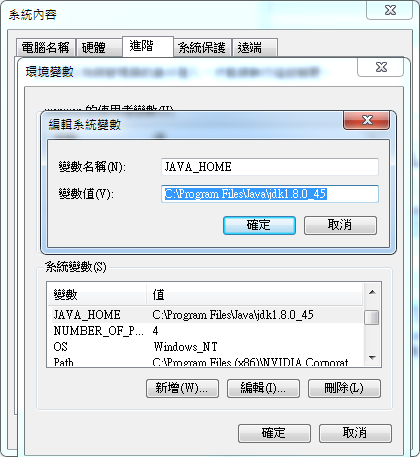 系統內容
電腦名稱 硬體 進階 系統保護 遠端
環境變數
的使用者變數(U)
編輯系統變數
變數名稱(N): JAVA_HOME
變數值(V): C:\Program Files\Java\jdk1.8.0_45
確定 取消
系統變數(S)
變數 值
JAVA_HOME C:\Program Files\Java\jdk1.8.0_45
NUMBER_OF_P... 4
OS Windows_NT
Path C:\Program Files (x86)\NVIDIA Corporat
新增(W)... 編輯(I)... 刪除(L)
確定 取消